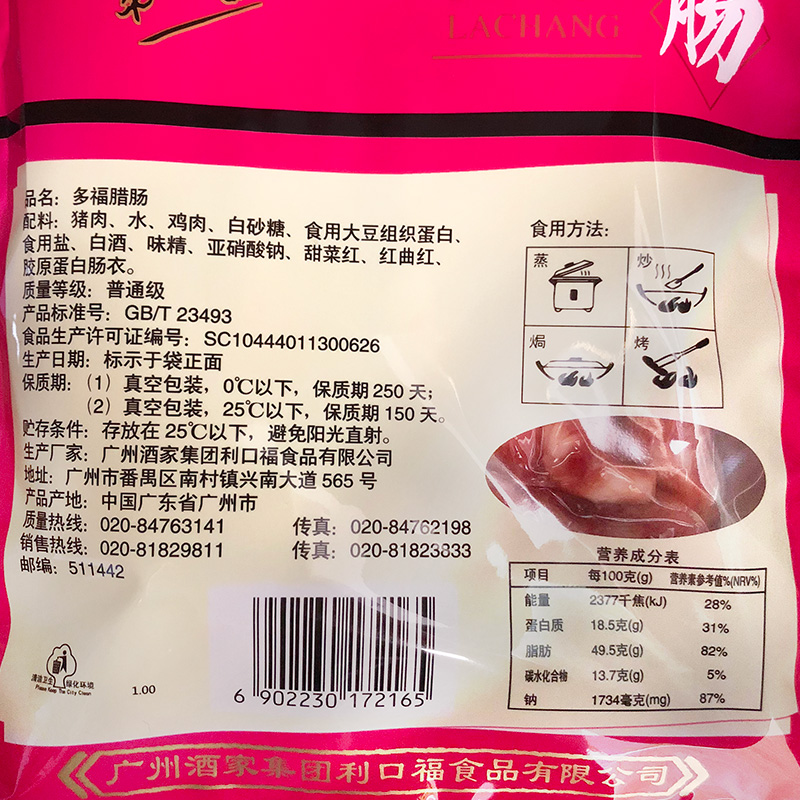 LACHANG
肠
品名：多福腊肠
配料：猪肉、水、鸡肉、白砂糖、食用大豆组织蛋白、
食用盐、白酒、味精、亚硝酸钠、甜菜红、红曲红、
胶原蛋白肠衣。
质量等级：普通级
产品标准号：GB/T 23493
食品生产许可证编号：SC10444011300626
生产日期：标示于袋正面
保质期：（1）真空包装，0℃以下，保质期250天；
（2）真空包装，25℃以下，保质期150天。
贮存条件：存放在25℃以下，避免阳光直射。
生产厂家：广州酒家集团利口福食品有限公司
地址：广州市番禺区南村镇兴南大道565号
产品产地：中国广东省广州市
质量热线：020-84763141 传真：020-84762198
销售热线：020-81829811 传真：020-81823833
邮编：511442
食用方法：
蒸 炒
焗 烤
营养成分表
项目 每100克(g) 营养素参考值%(NRV%)
能量 2377千焦(kJ) 28%
蛋白质 18.5克(g) 31%
脂肪 49.5克(g) 82%
碳水化合物 13.7克(g) 5%
钠 1734毫克(mg) 87%
清洁卫生 绿化环境
Please Keep The City Clean
1.00
6 902230 172165
广州酒家集团利口福食品有限公司